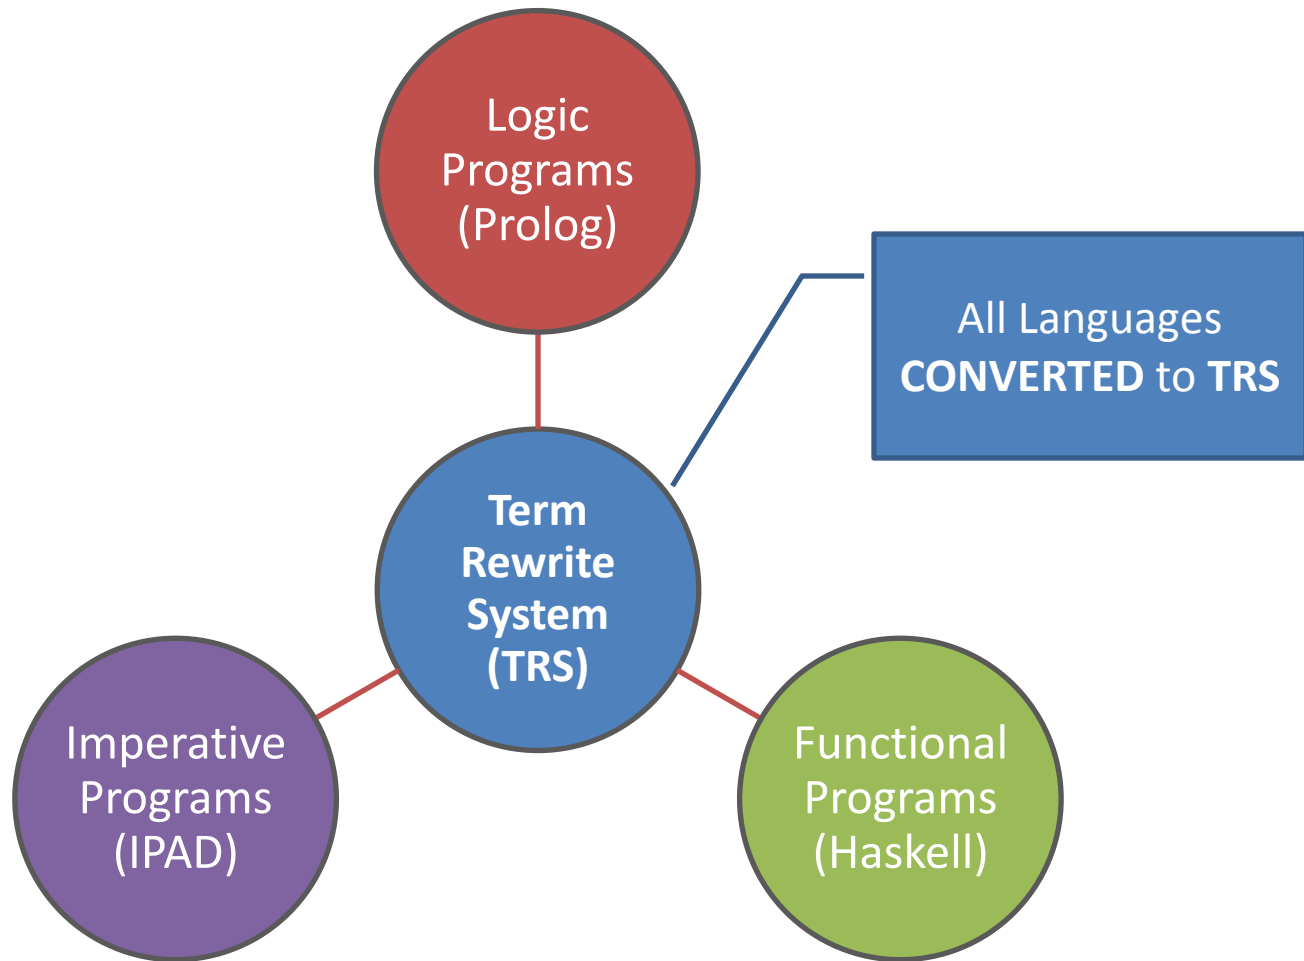 Logic
Programs
(Prolog)
All Languages
CONVERTED to TRS
Term
Rewrite
System
(TRS)
Imperative
Programs
(IPAD)
Functional
Programs
(Haskell)